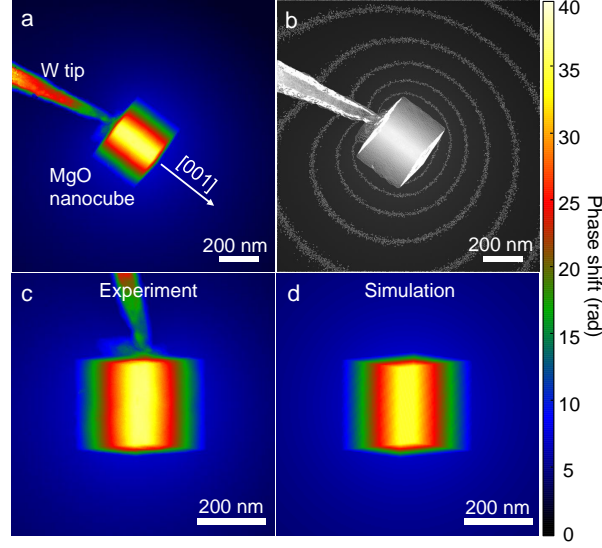 a
W tip
MgO
nanocube
[001]
200 nm
b
200 nm
c
Experiment
200 nm
d
Simulation
200 nm
40
35
30
25
20
15
10
5
0
Phase shift (rad)